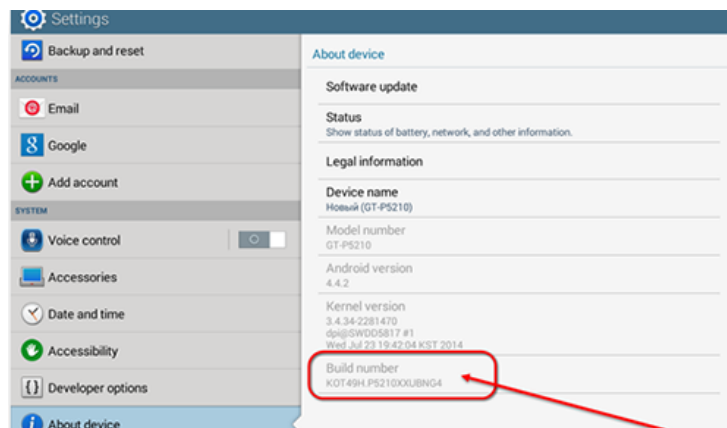 Settings
Backup and reset
ACCOUNTS
Email
Google
Add account
SYSTEM
Voice control
Accessories
Date and time
Accessibility
Developer options
About device
About device
Software update
Status
Show status of battery, network, and other information.
Legal information
Device name
Новый (GT-P5210)
Model number
GT-P5210
Android version
4.4.2
Kernel version
3.4.34-2281470
dpi@SWDD5817 #1
Wed Jul 23 19:42:04 KST 2014
Build number
KOT49H.P5210XXUBNG4